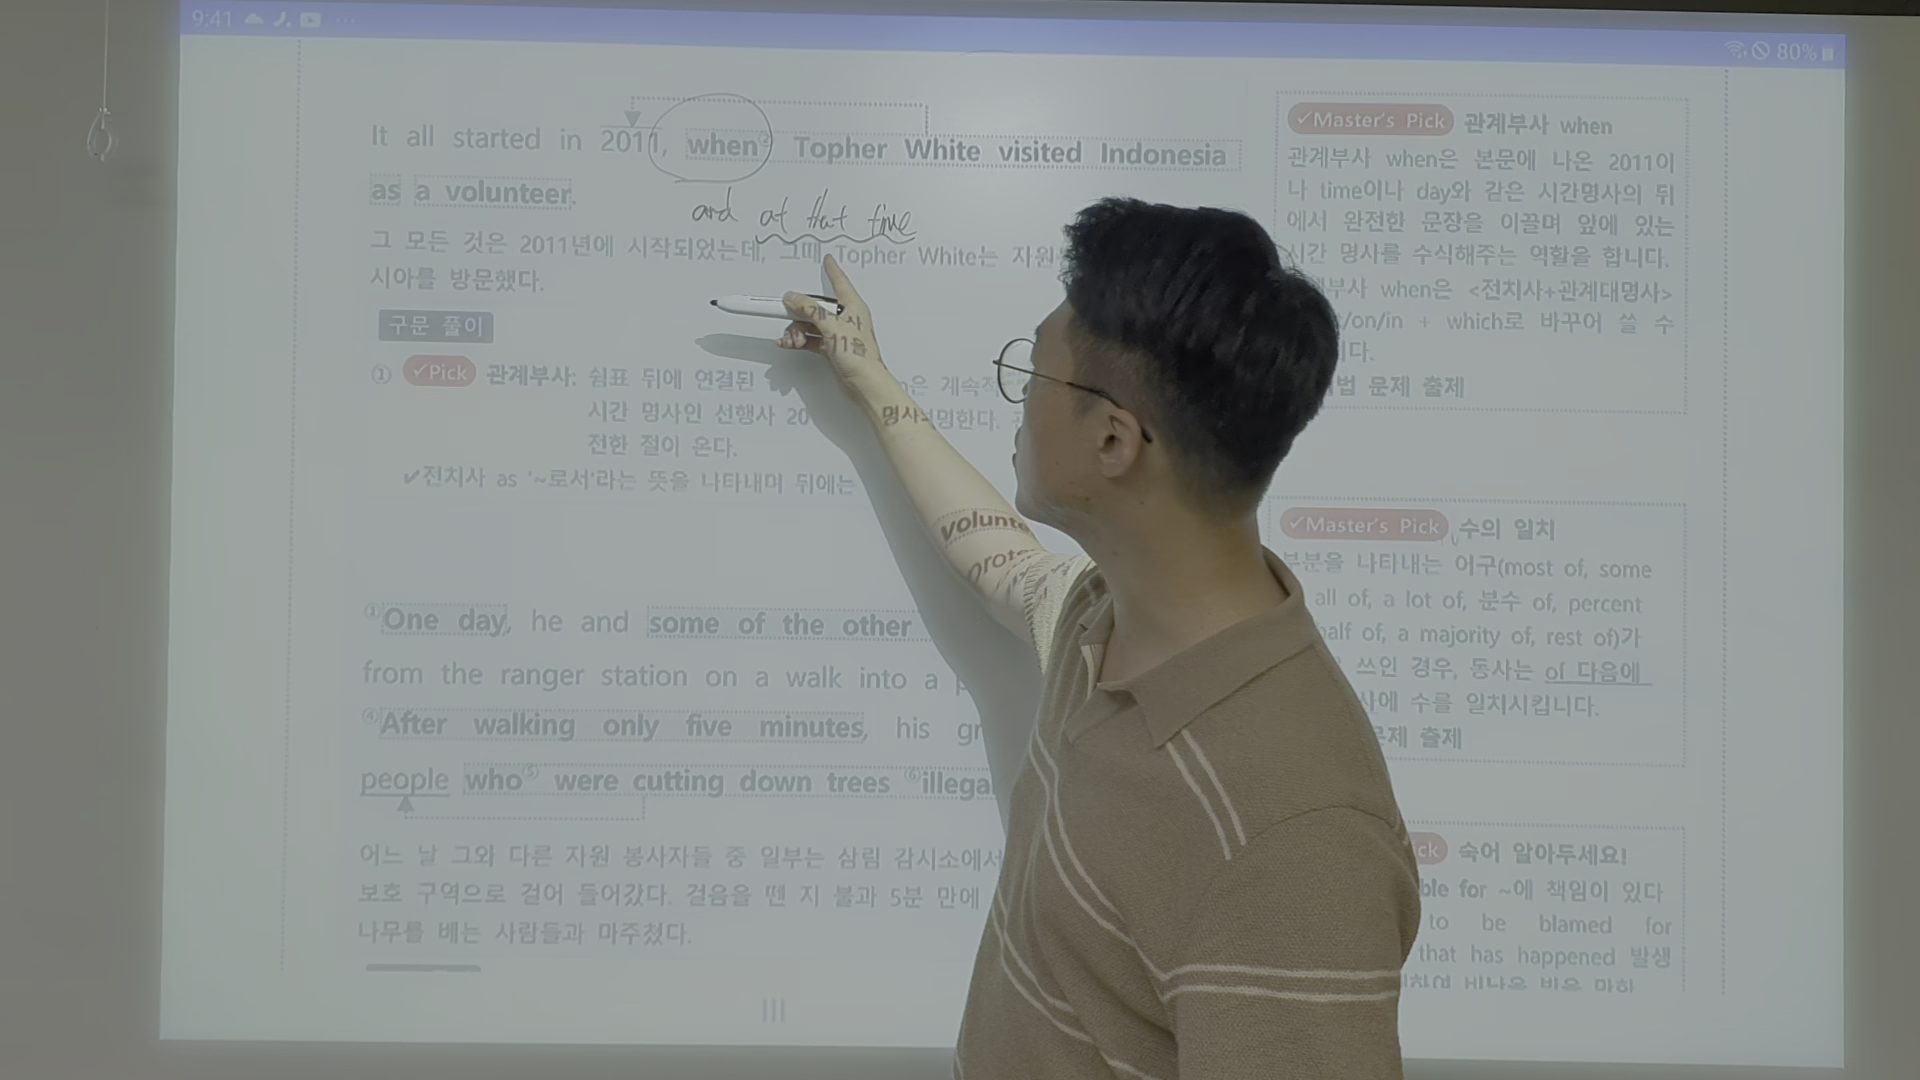 9:41
80%
It all started in 2011, when② Topher White visited Indonesia
as a volunteer.
and at that time
그 모든 것은 2011년에 시작되었는데, 그때 Topher White는
시아를 방문했다.
구문 풀이
① ✓Pick 관계부사: 쉼표 뒤에 연결된
시간 명사인 선행사 20
전한 절이 온다.
✔전치사 as '~로서'라는 뜻을 나타내며 뒤에는
①One day, he and some of the other
from the ranger station on a walk into a
④After walking only five minutes, his
people who⑤ were cutting down trees ⑥
어느 날 그와 다른 자원 봉사자들 중 일부는 삼림 감시소에서
보호 구역으로 걸어 들어갔다. 걸음을 뗀 지 불과 5분 만에
나무를 베는 사람들과 마주쳤다.
✓Master's Pick 관계부사 when
관계부사 when은 본문에 나온 2011이
나 time이나 day와 같은 시간명사의 뒤
에서 완전한 문장을 이끌며 앞에 있는
시간 명사를 수식해주는 역할을 합니다.
when은 <전치사+관계대명사>
/on/in + which로 바꾸어 쓸 수
문제 출제
✓Master's Pick 수의 일치
부분을 나타내는 어구(most of, some
all of, a lot of, 분수 of, percent
half of, a majority of, rest of)가
쓰인 경우, 동사는 of 다음에
수를 일치시킵니다.
출제
숙어 알아두세요!
for ~에 책임이 있다
to be blamed for
that has happened 발생